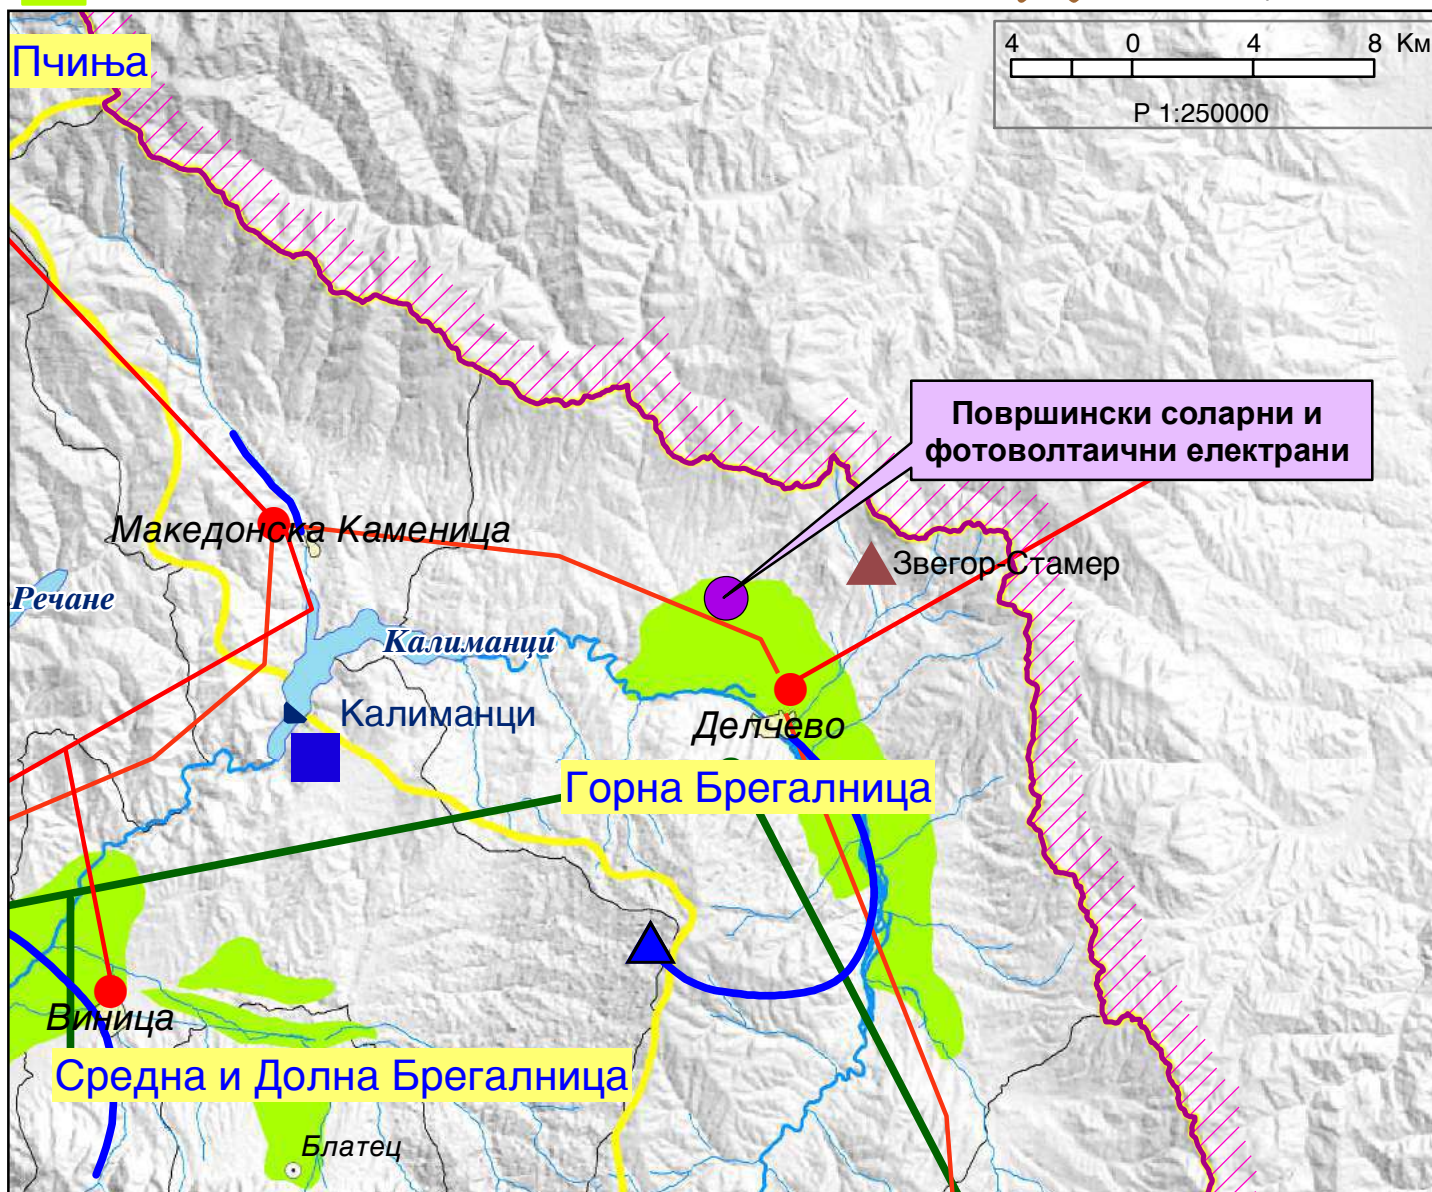 4 0 4 8 Км
Р 1:250000
Пчиња
Површински соларни и
фотоволтаични електрани
Македонска Каменица
Звегор-Стамер
Речане
Калиманци
Калиманци
Делчево
Горна Брегалница
Виница
Средна и Долна Брегалница
Блатец